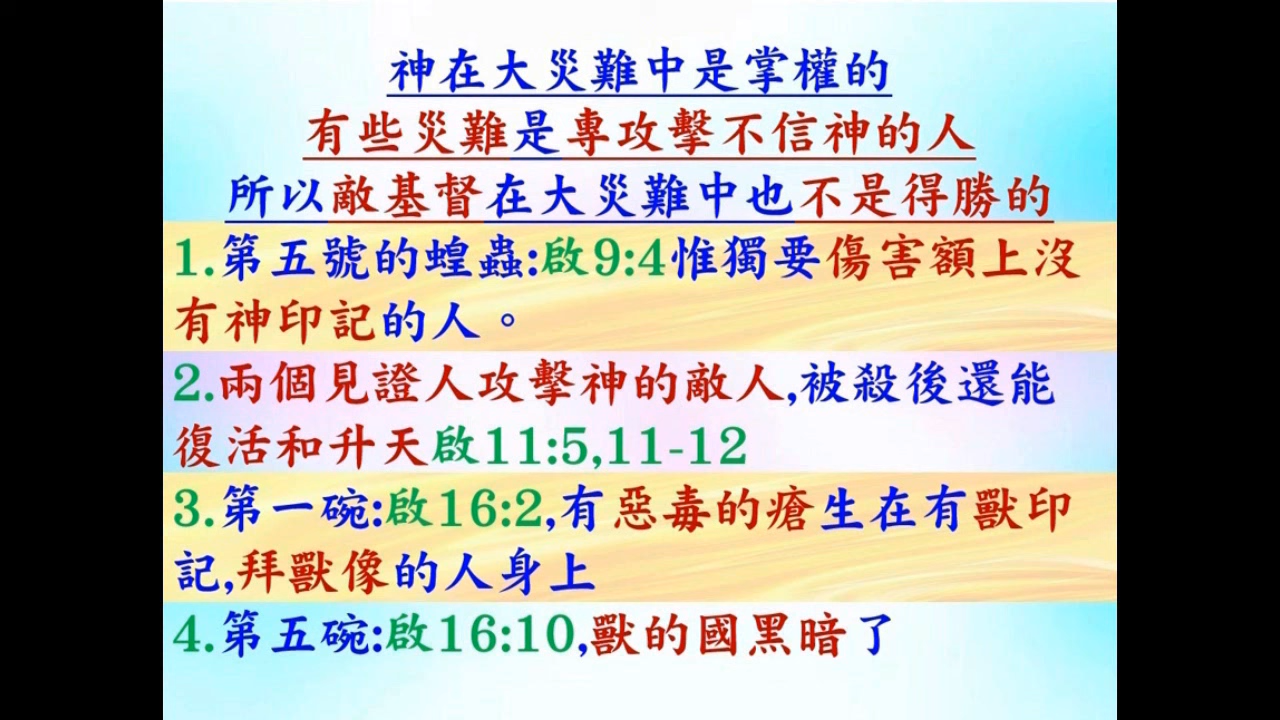 神在大災難中是掌權的
有些災難是專攻擊不信神的人
所以敵基督在大災難中也不是得勝的
1.第五號的蝗蟲:啟9:4惟獨要傷害額上沒
有神印記的人。
2.兩個見證人攻擊神的敵人,被殺後還能
復活和升天啟11:5,11-12
3.第一碗:啟16:2,有惡毒的瘡生在有獸印
記,拜獸像的人身上
4.第五碗:啟16:10,獸的國黑暗了